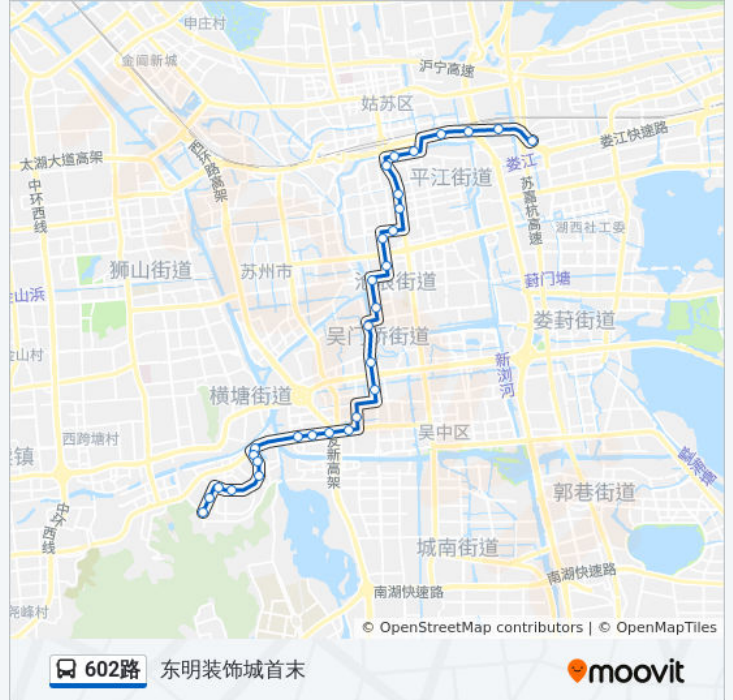 申庄村
金阊新城
沪宁高速
姑苏区
娄江快速路
太湖大道高架
西环路高架
娄江
平江街道
中环西线
苏嘉杭高速
湖西社工委
狮山街道
苏州市
沧浪街道
葑门塘
山浜
娄葑街道
吴门桥街道
山村
新浏河
横塘街道
西跨塘村
吴中区
镇
友新高架
郭巷街道
中环西线
城南街道
南湖快速路
南湖快速路
尧峰村
© OpenStreetMap contributors | © OpenMapTiles
602路 东明装饰城首末
moovit